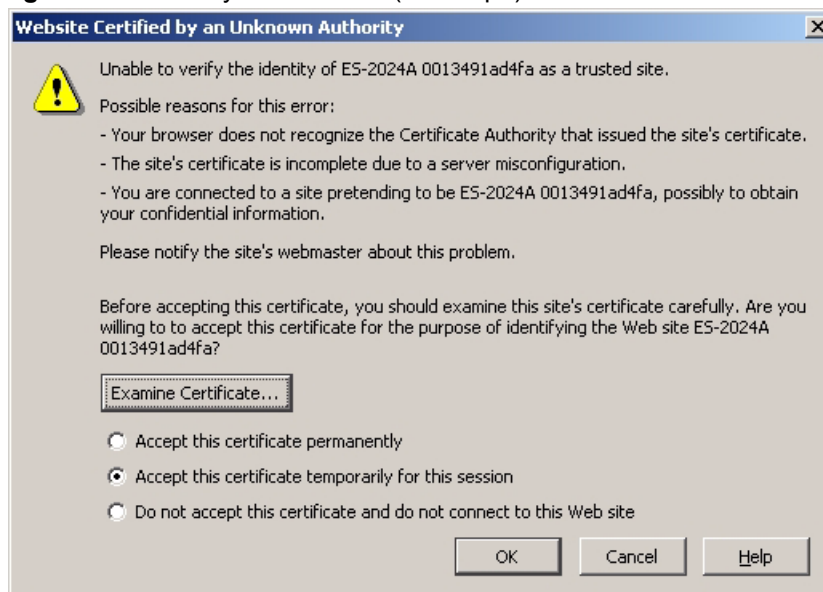 Website Certified by an Unknown Authority
Unable to verify the identity of ES-2024A 0013491ad4fa as a trusted site.
Possible reasons for this error:
- Your browser does not recognize the Certificate Authority that issued the site's certificate.
- The site's certificate is incomplete due to a server misconfiguration.
- You are connected to a site pretending to be ES-2024A 0013491ad4fa, possibly to obtain
your confidential information.
Please notify the site's webmaster about this problem.
Before accepting this certificate, you should examine this site's certificate carefully. Are you
willing to to accept this certificate for the purpose of identifying the Web site ES-2024A
0013491ad4fa?
Examine Certificate...
Accept this certificate permanently
Accept this certificate temporarily for this session
Do not accept this certificate and do not connect to this Web site
OK Cancel Help